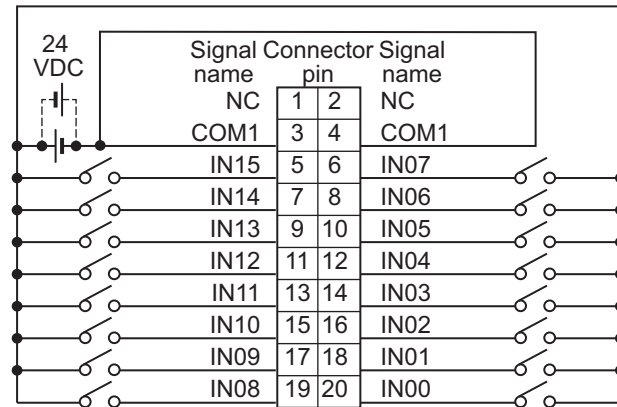 24
VDC
Signal Connector Signal
name pin name
NC 1 2 NC
COM1 3 4 COM1
IN15 5 6 IN07
IN14 7 8 IN06
IN13 9 10 IN05
IN12 11 12 IN04
IN11 13 14 IN03
IN10 15 16 IN02
IN09 17 18 IN01
IN08 19 20 IN00